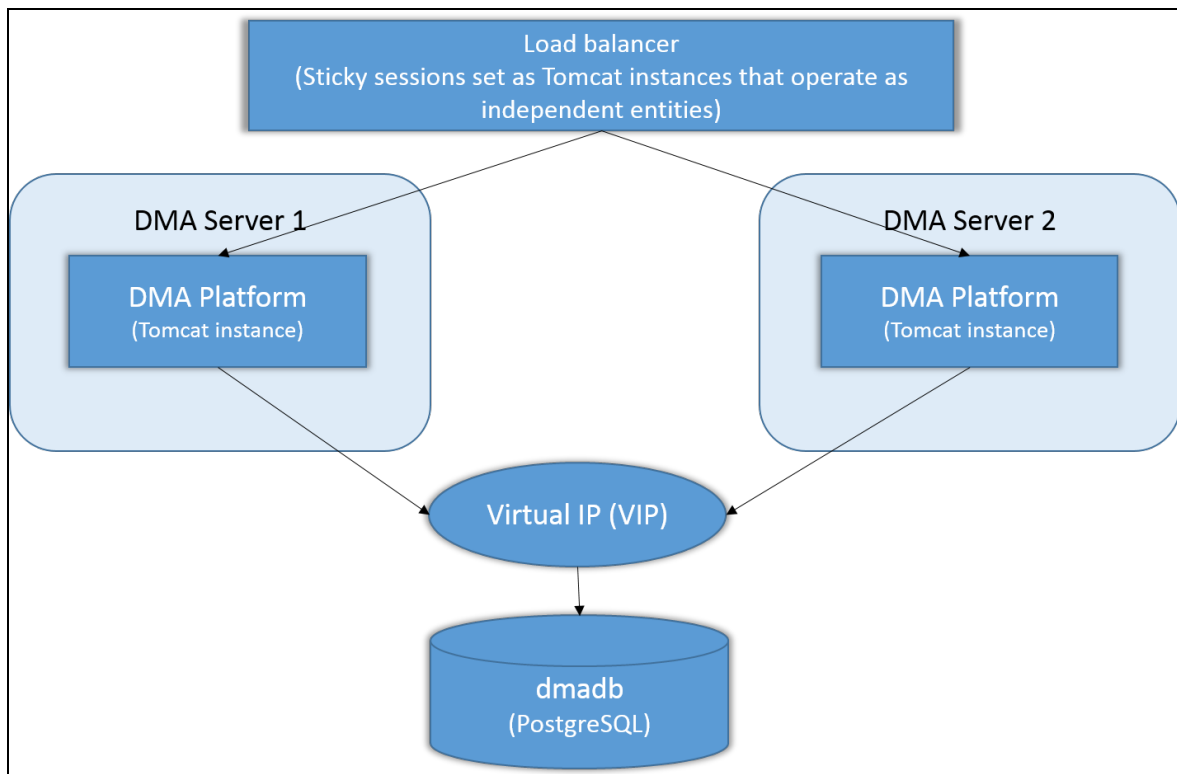 Load balancer
(Sticky sessions set as Tomcat instances that operate as
independent entities)
DMA Server 1
DMA Platform
(Tomcat instance)
DMA Server 2
DMA Platform
(Tomcat instance)
Virtual IP (VIP)
dmadb
(PostgreSQL)